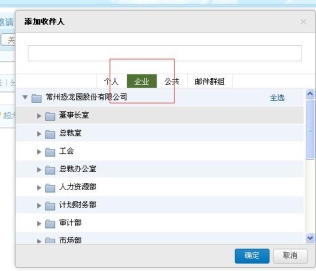 添加收件人
个人 企业 公共 邮件群组
常州恐龙园股份有限公司 全选
董事长室
总裁室
工会
总裁办公室
人力资源部
计划财务部
审计部
市场部
确定 取消